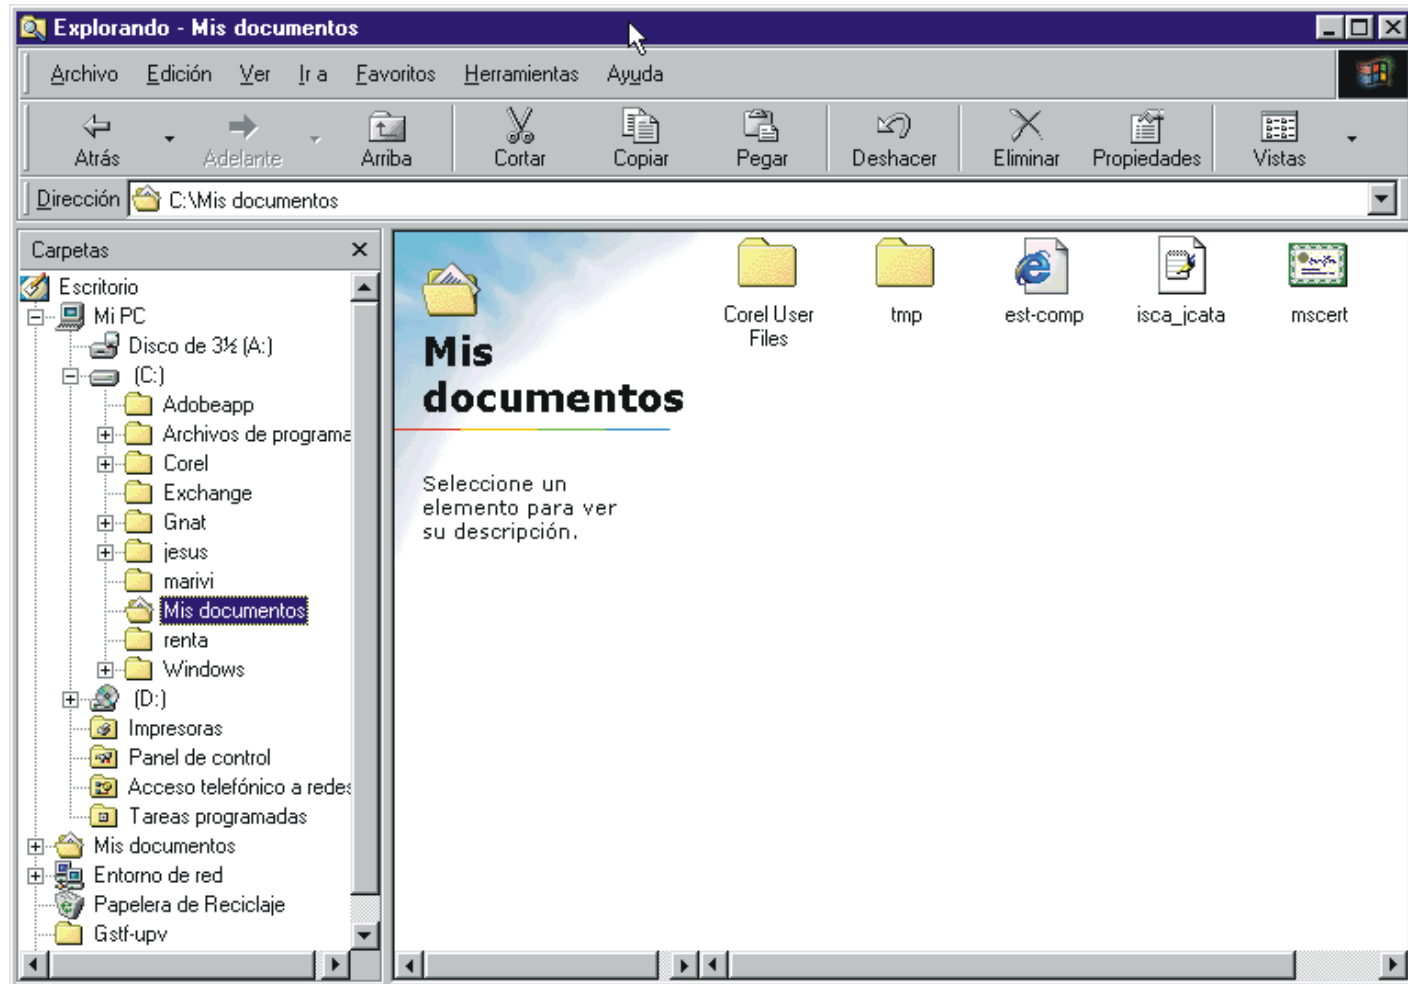 Explorando - Mis documentos
Archivo Edición Ver Ir a Favoritos Herramientas Ayuda
Atrás Adelante Arriba Cortar Copiar Pegar Deshacer Eliminar Propiedades Vistas
Dirección C:\Mis documentos
Carpetas
Escritorio
Mi PC
Disco de 3½ (A:)
(C:)
Adobeapp
Archivos de programa
Corel
Exchange
Gnat
jesus
marivi
Mis documentos
renta
Windows
(D:)
Impresoras
Panel de control
Acceso telefónico a redes
Tareas programadas
Mis documentos
Entorno de red
Papelera de Reciclaje
Gstf-upv
Mis
documentos
Seleccione un
elemento para ver
su descripción.
Corel User
Files
tmp
est-comp
isca_jcata
mscert